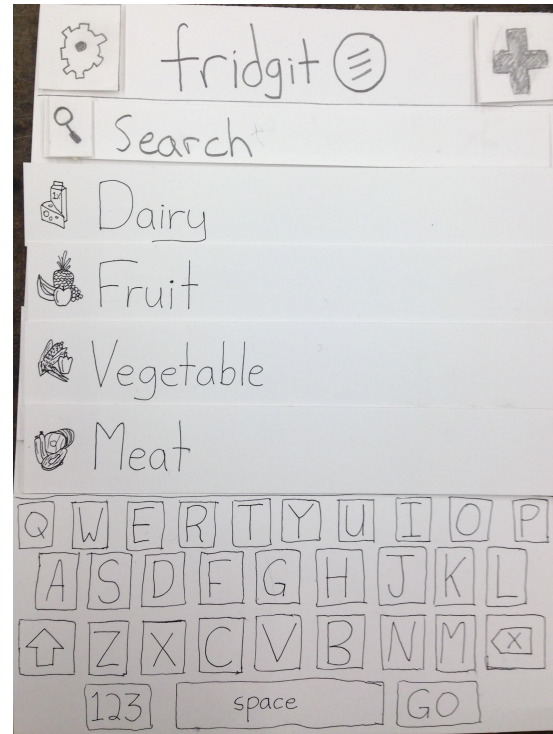 fridgit
Search
Dairy
Fruit
Vegetable
Meat
Q W E R T Y U I O P
A S D F G H J K L
Z X C V B N M X
123 space GO